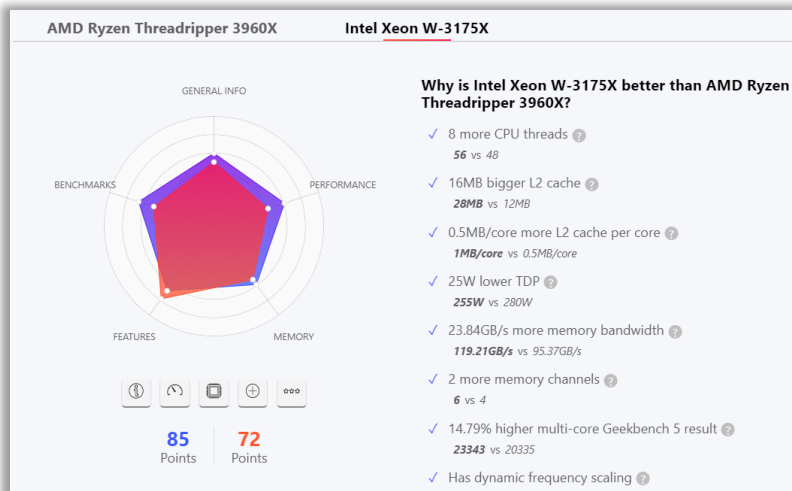 AMD Ryzen Threadripper 3960X
Intel Xeon W-3175X
GENERAL INFO
BENCHMARKS
PERFORMANCE
FEATURES
MEMORY
85
Points
72
Points
Why is Intel Xeon W-3175X better than AMD Ryzen
Threadripper 3960X?
8 more CPU threads ?
56 vs 48
16MB bigger L2 cache ?
28MB vs 12MB
0.5MB/core more L2 cache per core ?
1MB/core vs 0.5MB/core
25W lower TDP ?
255W vs 280W
23.84GB/s more memory bandwidth ?
119.21GB/s vs 95.37GB/s
2 more memory channels ?
6 vs 4
14.79% higher multi-core Geekbench 5 result ?
23343 vs 20335
Has dynamic frequency scaling ?